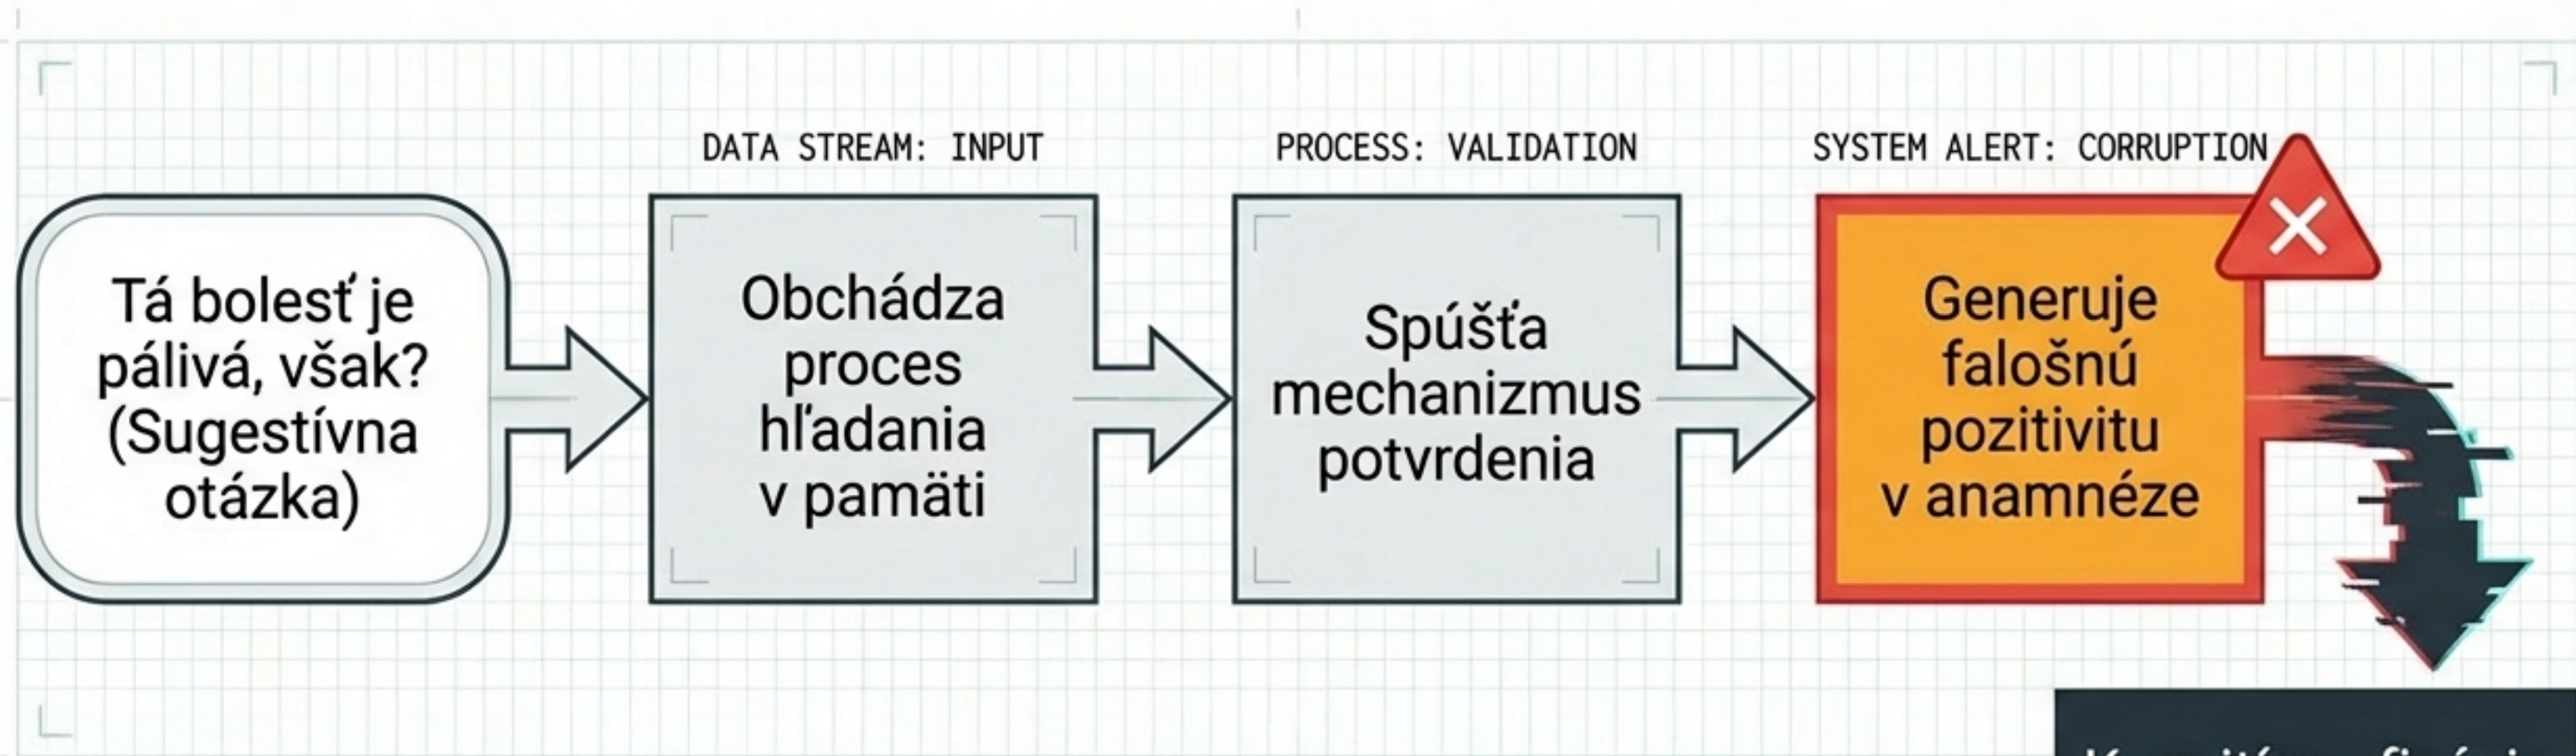 DATA STREAM: INPUT
PROCESS: VALIDATION
SYSTEM ALERT: CORRUPTION
Tá bolesť je
pálivá, však?
(Sugestívna
otázka)
Obchádza
proces
hľadania
v pamäti
Spúšťa
mechanizmus
potvrdenia
Generuje
falošnú
pozitivitu
v anamnéze